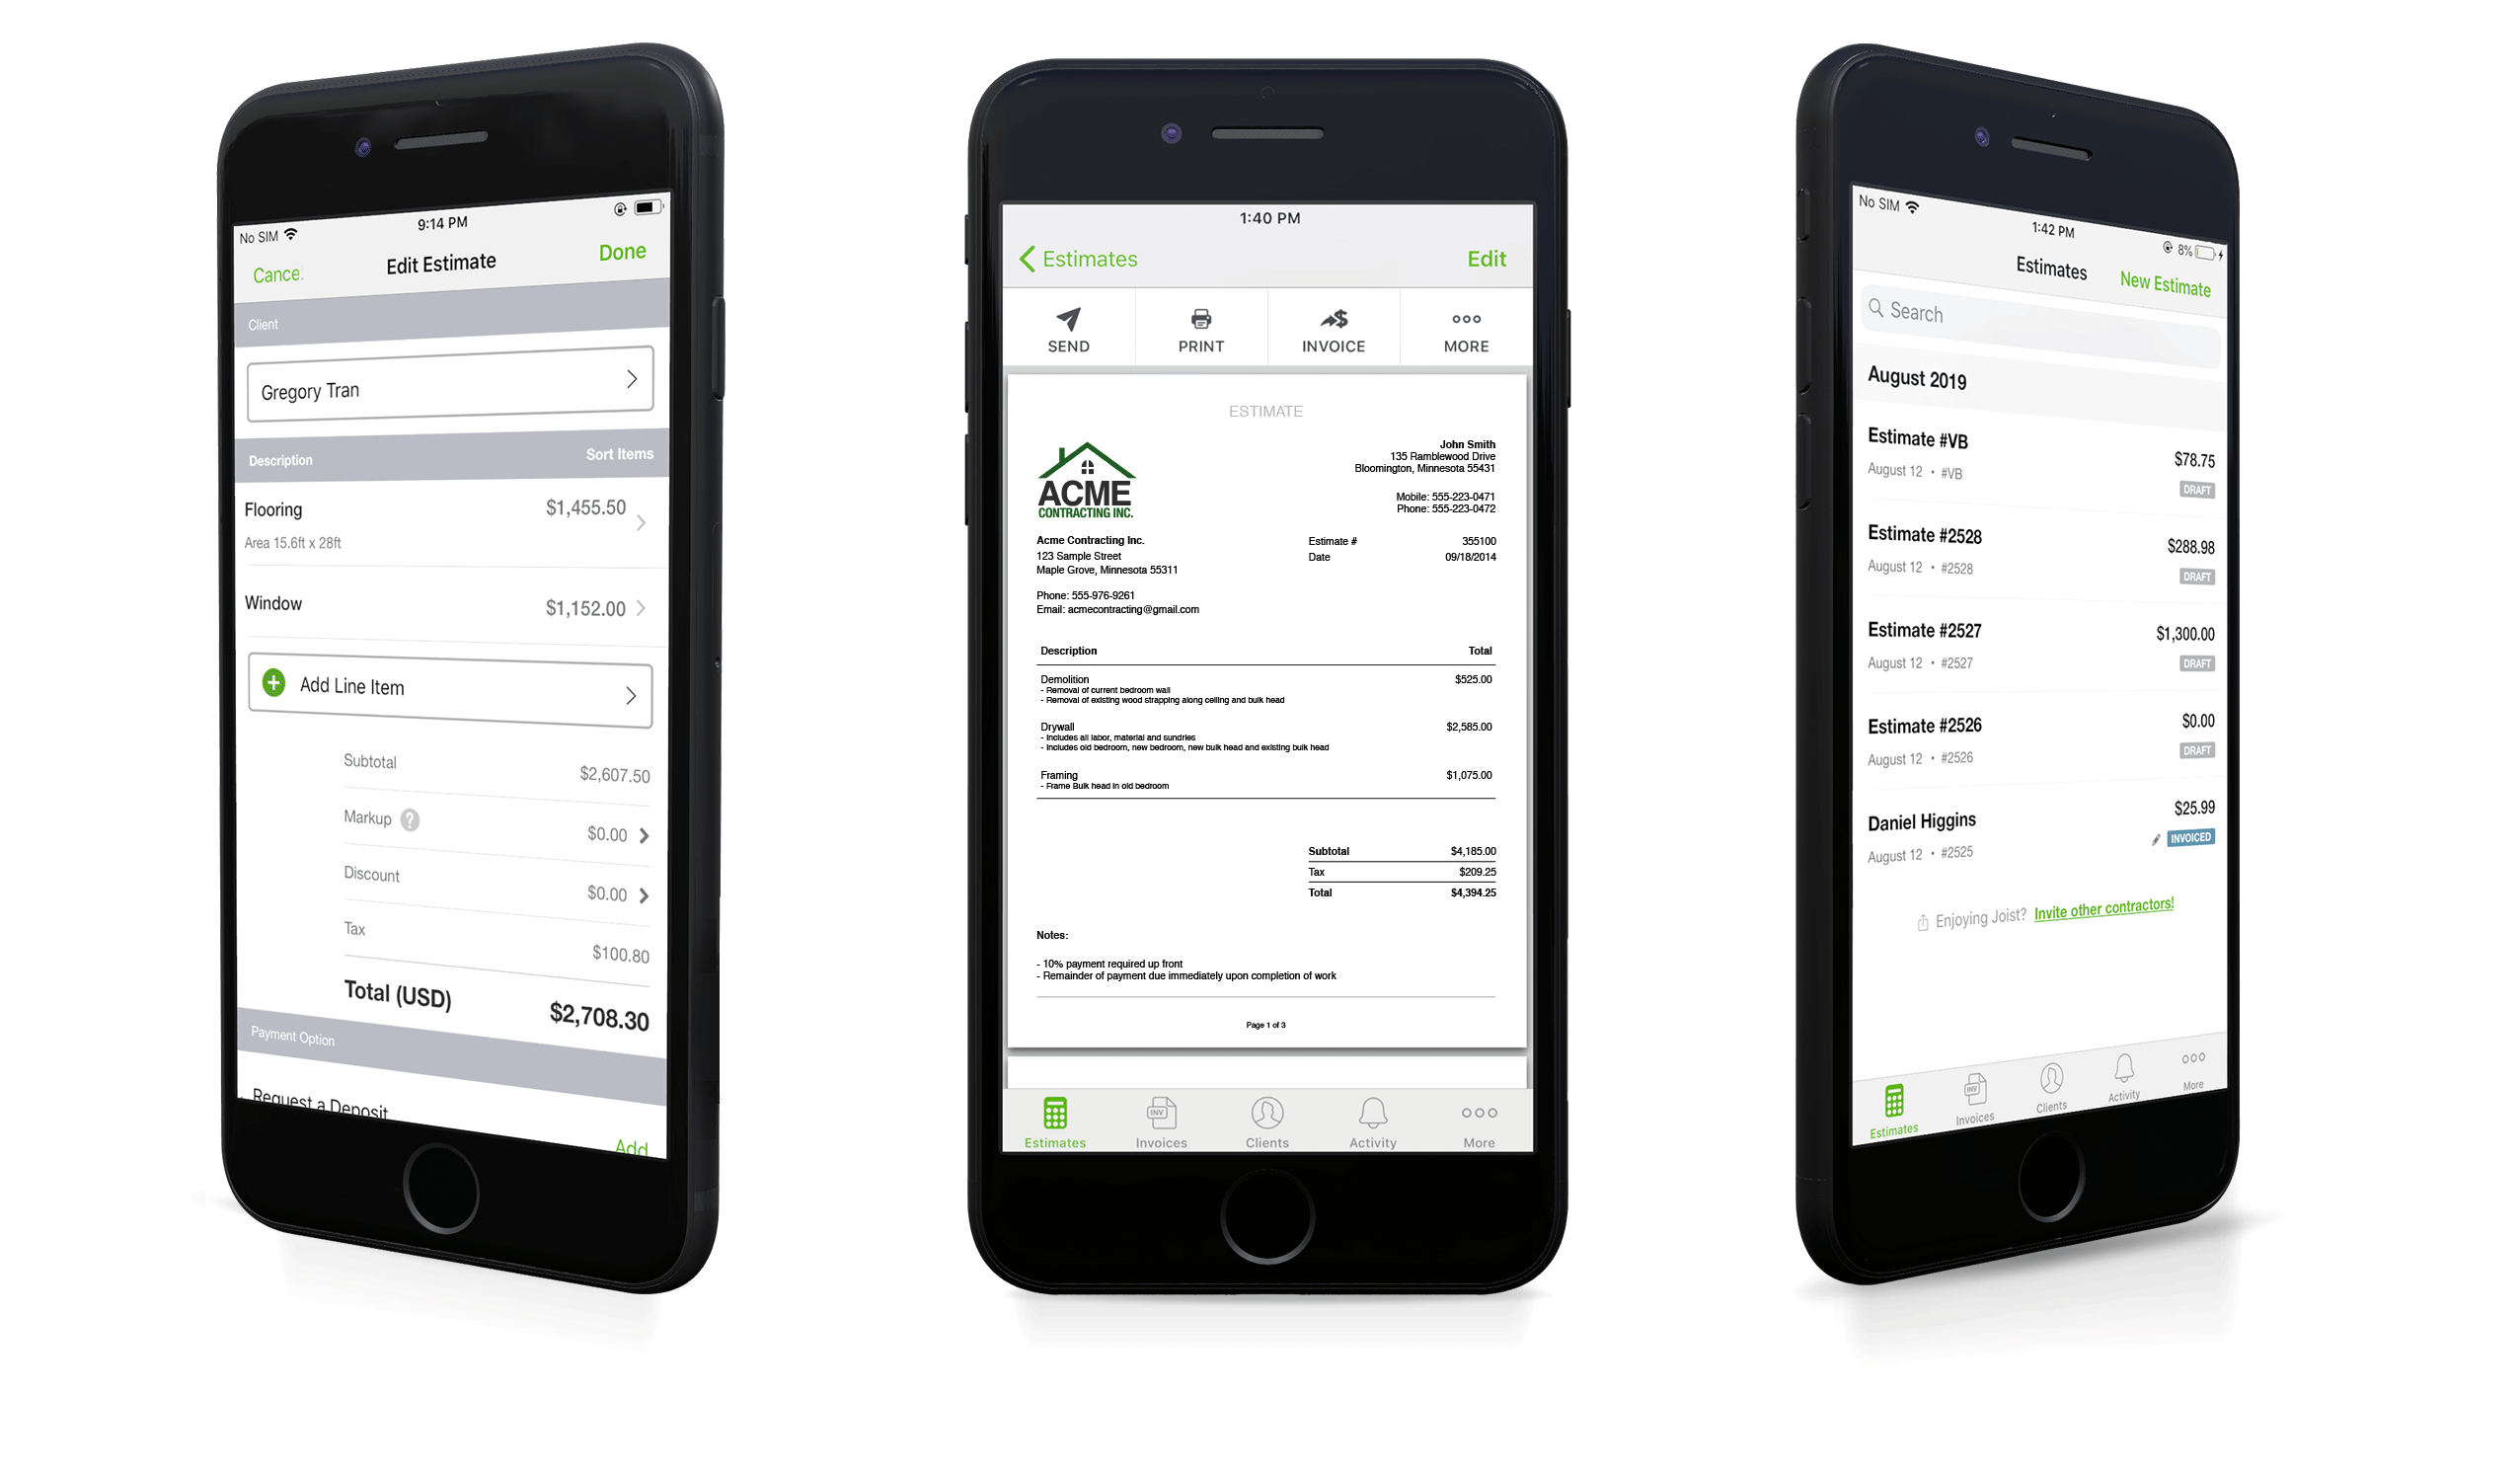 No SIM 9:14 PM
Cance. Edit Estimate Done
Client
Gregory Tran
Description Sort Items
Flooring $1,455.50
Area 15.6ft x 28ft
Window $1,152.00
Add Line Item
Subtotal $2,607.50
Markup ? $0.00
Discount $0.00
Tax $100.80
Total (USD) $2,708.30
Payment Option
Request a Deposit
Add
1:40 PM
Estimates Edit
SEND PRINT INVOICE MORE
ESTIMATE
John Smith
135 Ramblewood Drive
Bloomington, Minnesota 55431
Mobile: 555-223-0471
Phone: 555-223-0472
ACME
CONTRACTING INC.
Acme Contracting Inc.
123 Sample Street
Maple Grove, Minnesota 55311
Phone: 555-976-9261
Email: acmecontracting@gmail.com
Estimate # 355100
Date 09/18/2014
Description Total
Demolition $525.00
- Removal of current bedroom wall
- Removal of existing wood strapping along ceiling and bulk head
Drywall $2,585.00
- Includes all labor, material and sundries
- Includes old bedroom, new bedroom, new bulk head and existing bulk head
Framing $1,075.00
- Frame Bulk head in old bedroom
Subtotal $4,185.00
Tax $209.25
Total $4,394.25
Notes:
- 10% payment required up front
- Remainder of payment due immediately upon completion of work
Page 1 of 3
Estimates INV Invoices Clients Activity More
No SIM 1:42 PM 8%
Estimates New Estimate
Search
August 2019
Estimate #VB $78.75
August 12 • #VB DRAFT
Estimate #2528 $288.98
August 12 • #2528 DRAFT
Estimate #2527 $1,300.00
August 12 • #2527 DRAFT
Estimate #2526 $0.00
August 12 • #2526 DRAFT
Daniel Higgins $25.99
August 12 • #2525 INVOICED
Enjoying Joist? Invite other contractors!
Estimates INV Invoices Clients Activity More